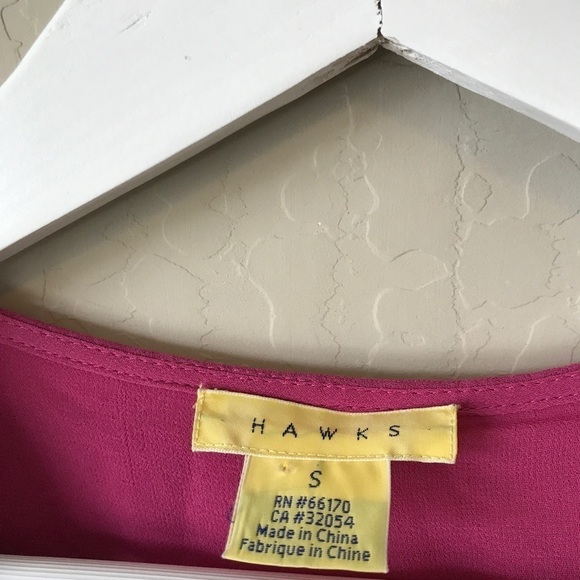 HAWKS
S
RN #66170
CA #32054
Made in China
Fabrique in Chine